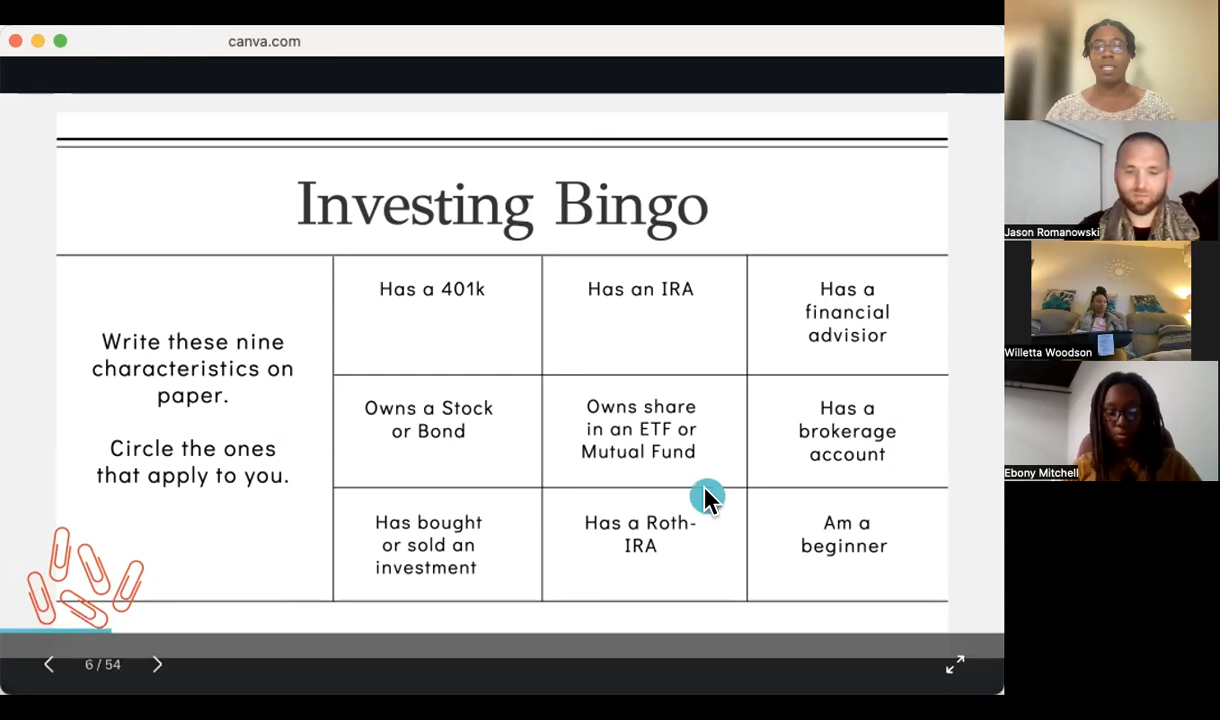 canva.com
Investing Bingo
Write these nine
characteristics on
paper.
Circle the ones
that apply to you.
Has a 401k
Has an IRA
Has a
financial
advisior
Owns a Stock
or Bond
Owns share
in an ETF or
Mutual Fund
Has a
brokerage
account
Has bought
or sold an
investment
Has a Roth-
IRA
Am a
beginner
6 / 54
Jason Romanowski
Willetta Woodson
Ebony Mitchell